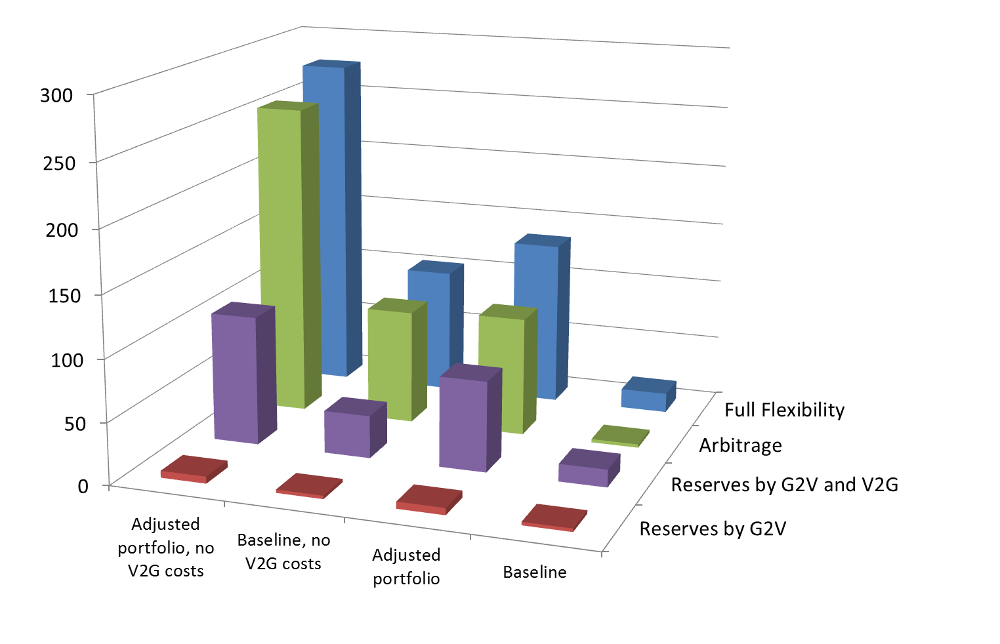 300
250
200
150
100
50
0
Adjusted
portfolio, no
V2G costs
Baseline, no
V2G costs
Adjusted
portfolio
Baseline
Full Flexibility
Arbitrage
Reserves by G2V and V2G
Reserves by G2V